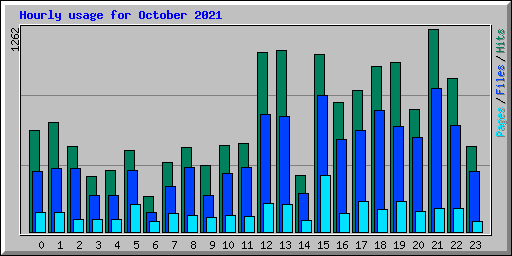 Hourly usage for October 2021
1262
Pages / Files / Hits
0 1 2 3 4 5 6 7 8 9 10 11 12 13 14 15 16 17 18 19 20 21 22 23